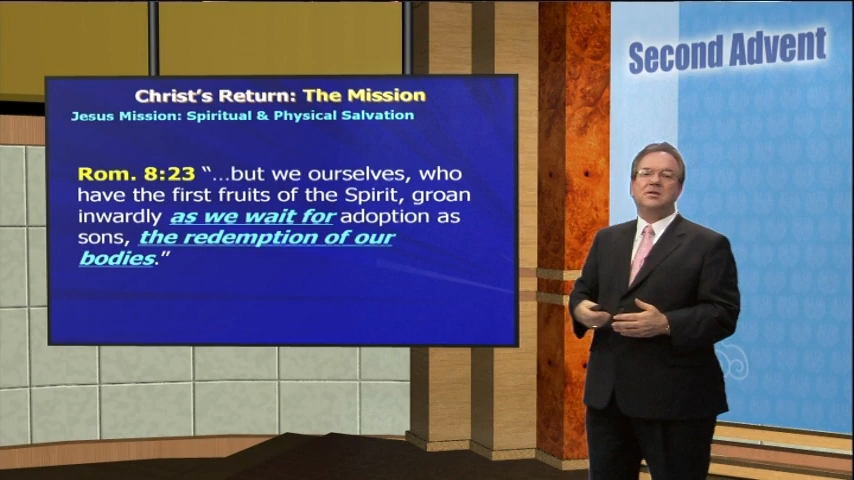 Second Advent
Christ's Return: The Mission
Jesus Mission: Spiritual & Physical Salvation
Rom. 8:23 "...but we ourselves, who
have the first fruits of the Spirit, groan
inwardly as we wait for adoption as
sons, the redemption of our
bodies."